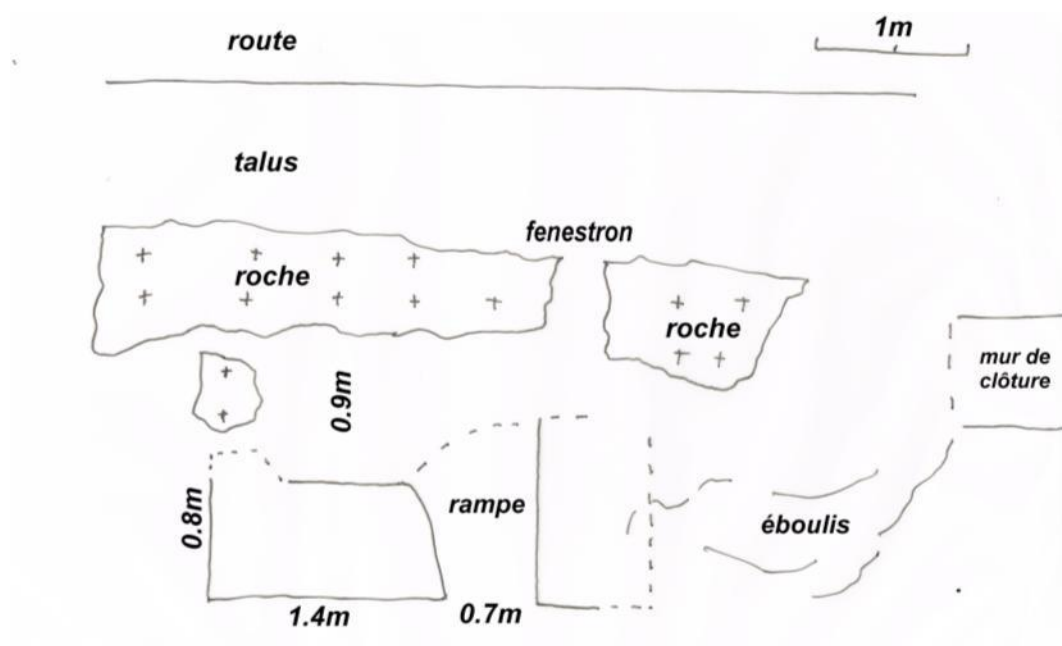 route
1m
talus
fenestron
roche
roche
mur de
clôture
0.9m
0.8m
rampe
éboulis
1.4m
0.7m